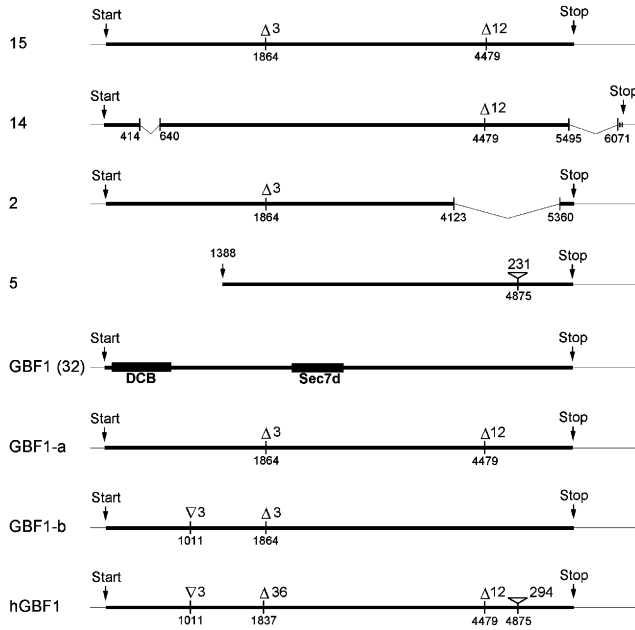 Start Δ3 Δ12 Stop
15
1864 4479
Start Δ12 Stop
14
414 640 4479 5495 6071
Start Δ3 Stop
2
1864 4123 5360
1388 231 Stop
5
4875
Start Stop
GBF1 (32)
DCB Sec7d
Start Δ3 Δ12 Stop
GBF1-a
1864 4479
Start ∇3 Δ3 Stop
GBF1-b
1011 1864
Start ∇3 Δ36 Δ12 294 Stop
hGBF1
1011 1837 4479 4875